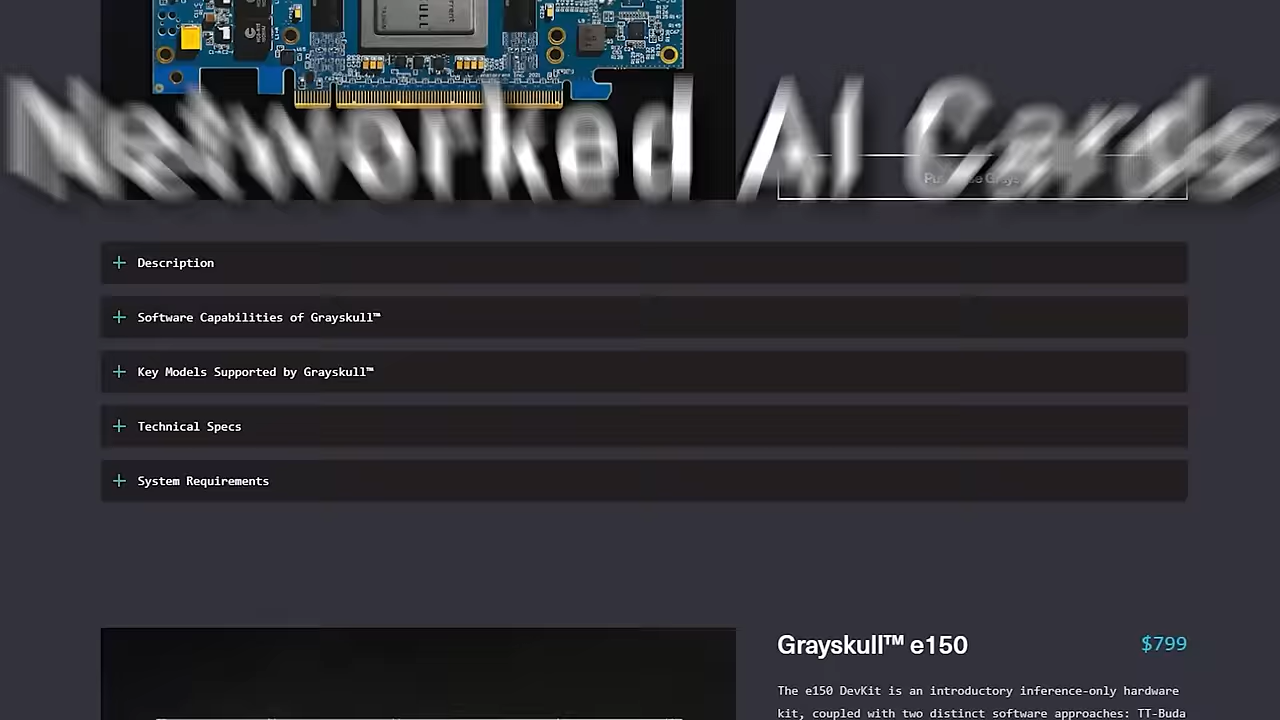 Networked AI Cards
+ Description
+ Software Capabilities of Grayskull™
+ Key Models Supported by Grayskull™
+ Technical Specs
+ System Requirements
Grayskull™ e150
$799
The e150 DevKit is an introductory inference-only hardware
kit, coupled with two distinct software approaches: TT-Buda